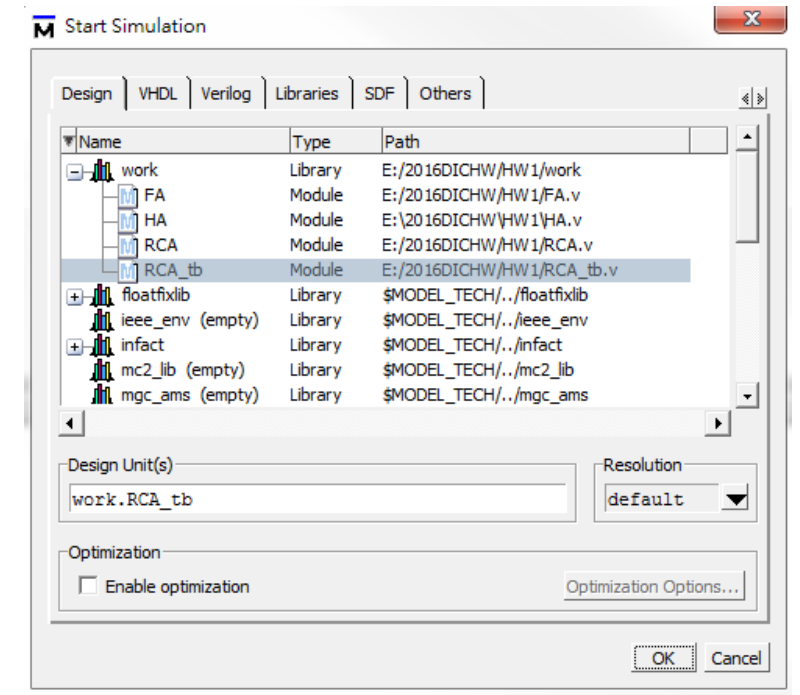 Start Simulation
Design VHDL Verilog Libraries SDF Others
Name Type Path
work Library E:/2016DICHW/HW1/work
FA Module E:/2016DICHW/HW1/FA.v
HA Module E:\2016DICHW\HW1\HA.v
RCA Module E:/2016DICHW/HW1/RCA.v
RCA_tb Module E:/2016DICHW/HW1/RCA_tb.v
floatfixlib Library $MODEL_TECH/../floatfixlib
ieee_env (empty) Library $MODEL_TECH/../ieee_env
infact Library $MODEL_TECH/../infact
mc2_lib (empty) Library $MODEL_TECH/../mc2_lib
mgc_ams (empty) Library $MODEL_TECH/../mgc_ams
Design Unit(s) Resolution
work.RCA_tb default
Optimization
Enable optimization Optimization Options...
OK Cancel